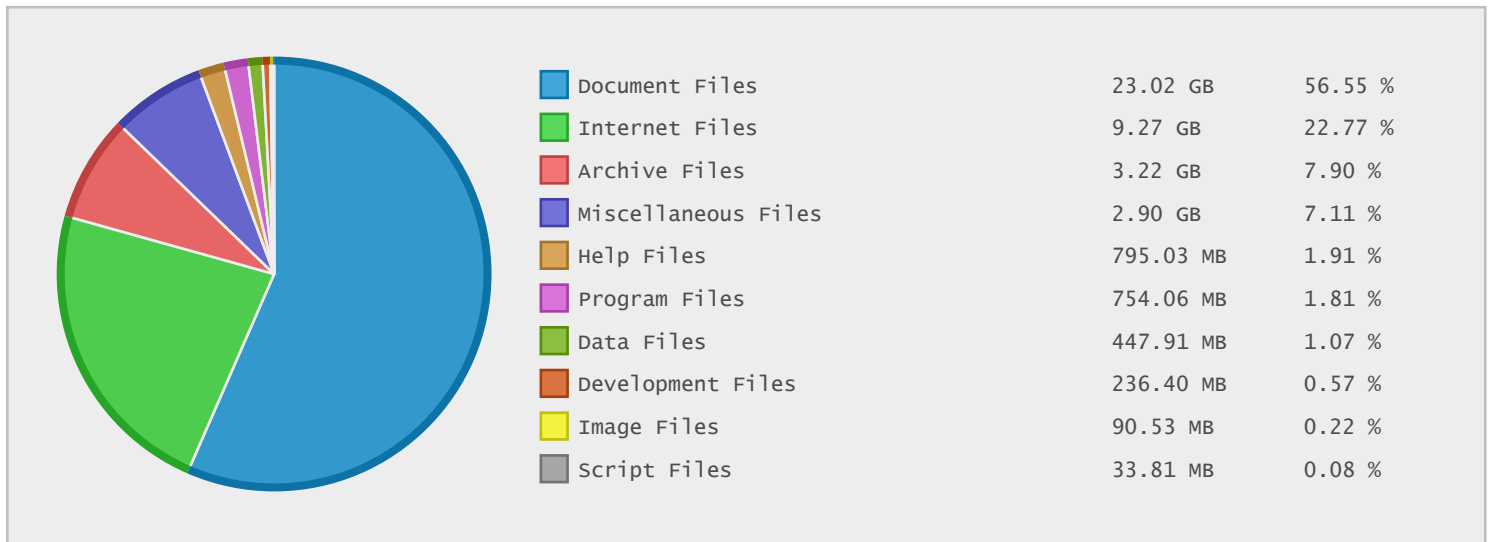 Document Files 23.02 GB 56.55 %
Internet Files 9.27 GB 22.77 %
Archive Files 3.22 GB 7.90 %
Miscellaneous Files 2.90 GB 7.11 %
Help Files 795.03 MB 1.91 %
Program Files 754.06 MB 1.81 %
Data Files 447.91 MB 1.07 %
Development Files 236.40 MB 0.57 %
Image Files 90.53 MB 0.22 %
Script Files 33.81 MB 0.08 %